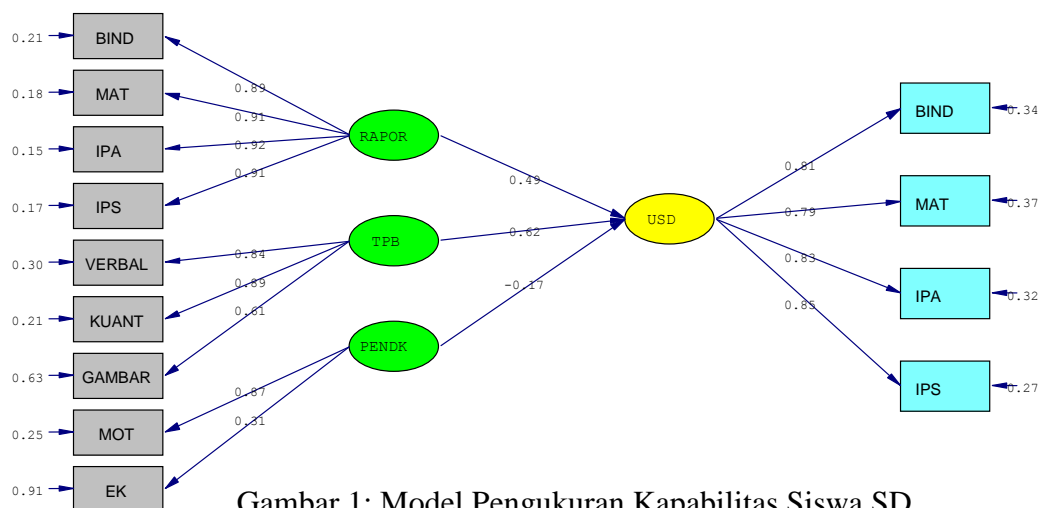 0.21 BIND
0.18 MAT
0.15 IPA
0.17 IPS
0.30 VERBAL
0.21 KUANT
0.63 GAMBAR
0.25 MOT
0.91 EK
0.89
0.91
0.92
0.91
0.84
0.89
0.61
0.87
0.31
RAPOR
TPB
PENDK
0.49
0.62
-0.17
USD
0.81
0.79
0.83
0.85
BIND 0.34
MAT 0.37
IPA 0.32
IPS 0.27
Gambar 1: Model Pengukuran Kapabilitas Siswa SD